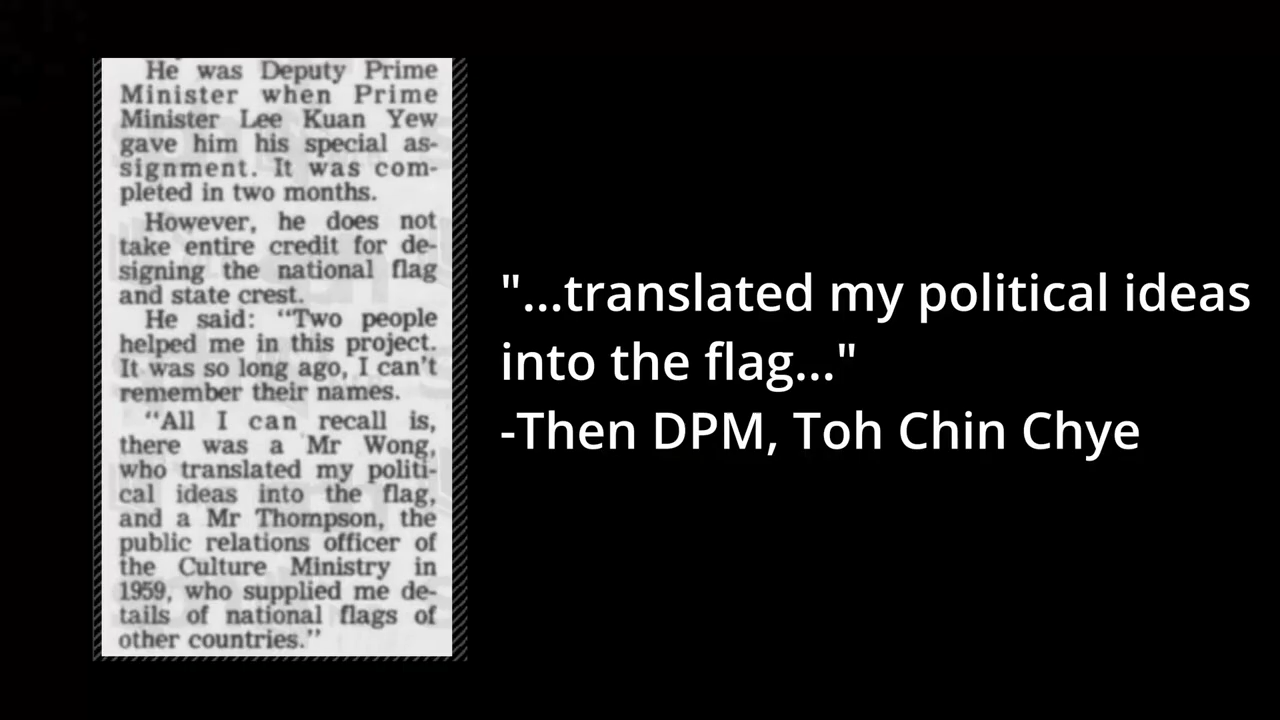 He was Deputy Prime
Minister when Prime
Minister Lee Kuan Yew
gave him his special as-
signment. It was com-
pleted in two months.
However, he does not
take entire credit for de-
signing the national flag
and state crest.
He said: “Two people
helped me in this project.
It was so long ago, I can’t
remember their names.
“All I can recall is,
there was a Mr Wong,
who translated my politi-
cal ideas into the flag,
and a Mr Thompson, the
public relations officer of
the Culture Ministry in
1959, who supplied me de-
tails of national flags of
other countries.”
"...translated my political ideas
into the flag..."
-Then DPM, Toh Chin Chye